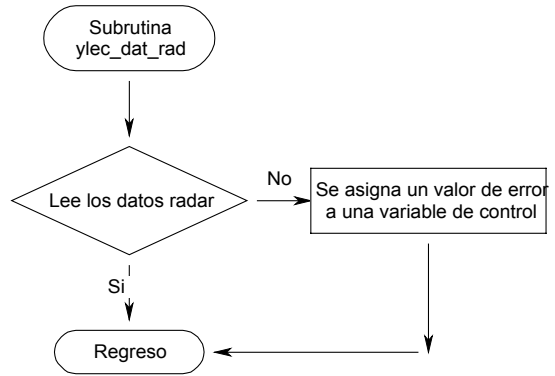 Subrutina
ylec_dat_rad
Lee los datos radar
No
Se asigna un valor de error
a una variable de control
Si
Regreso